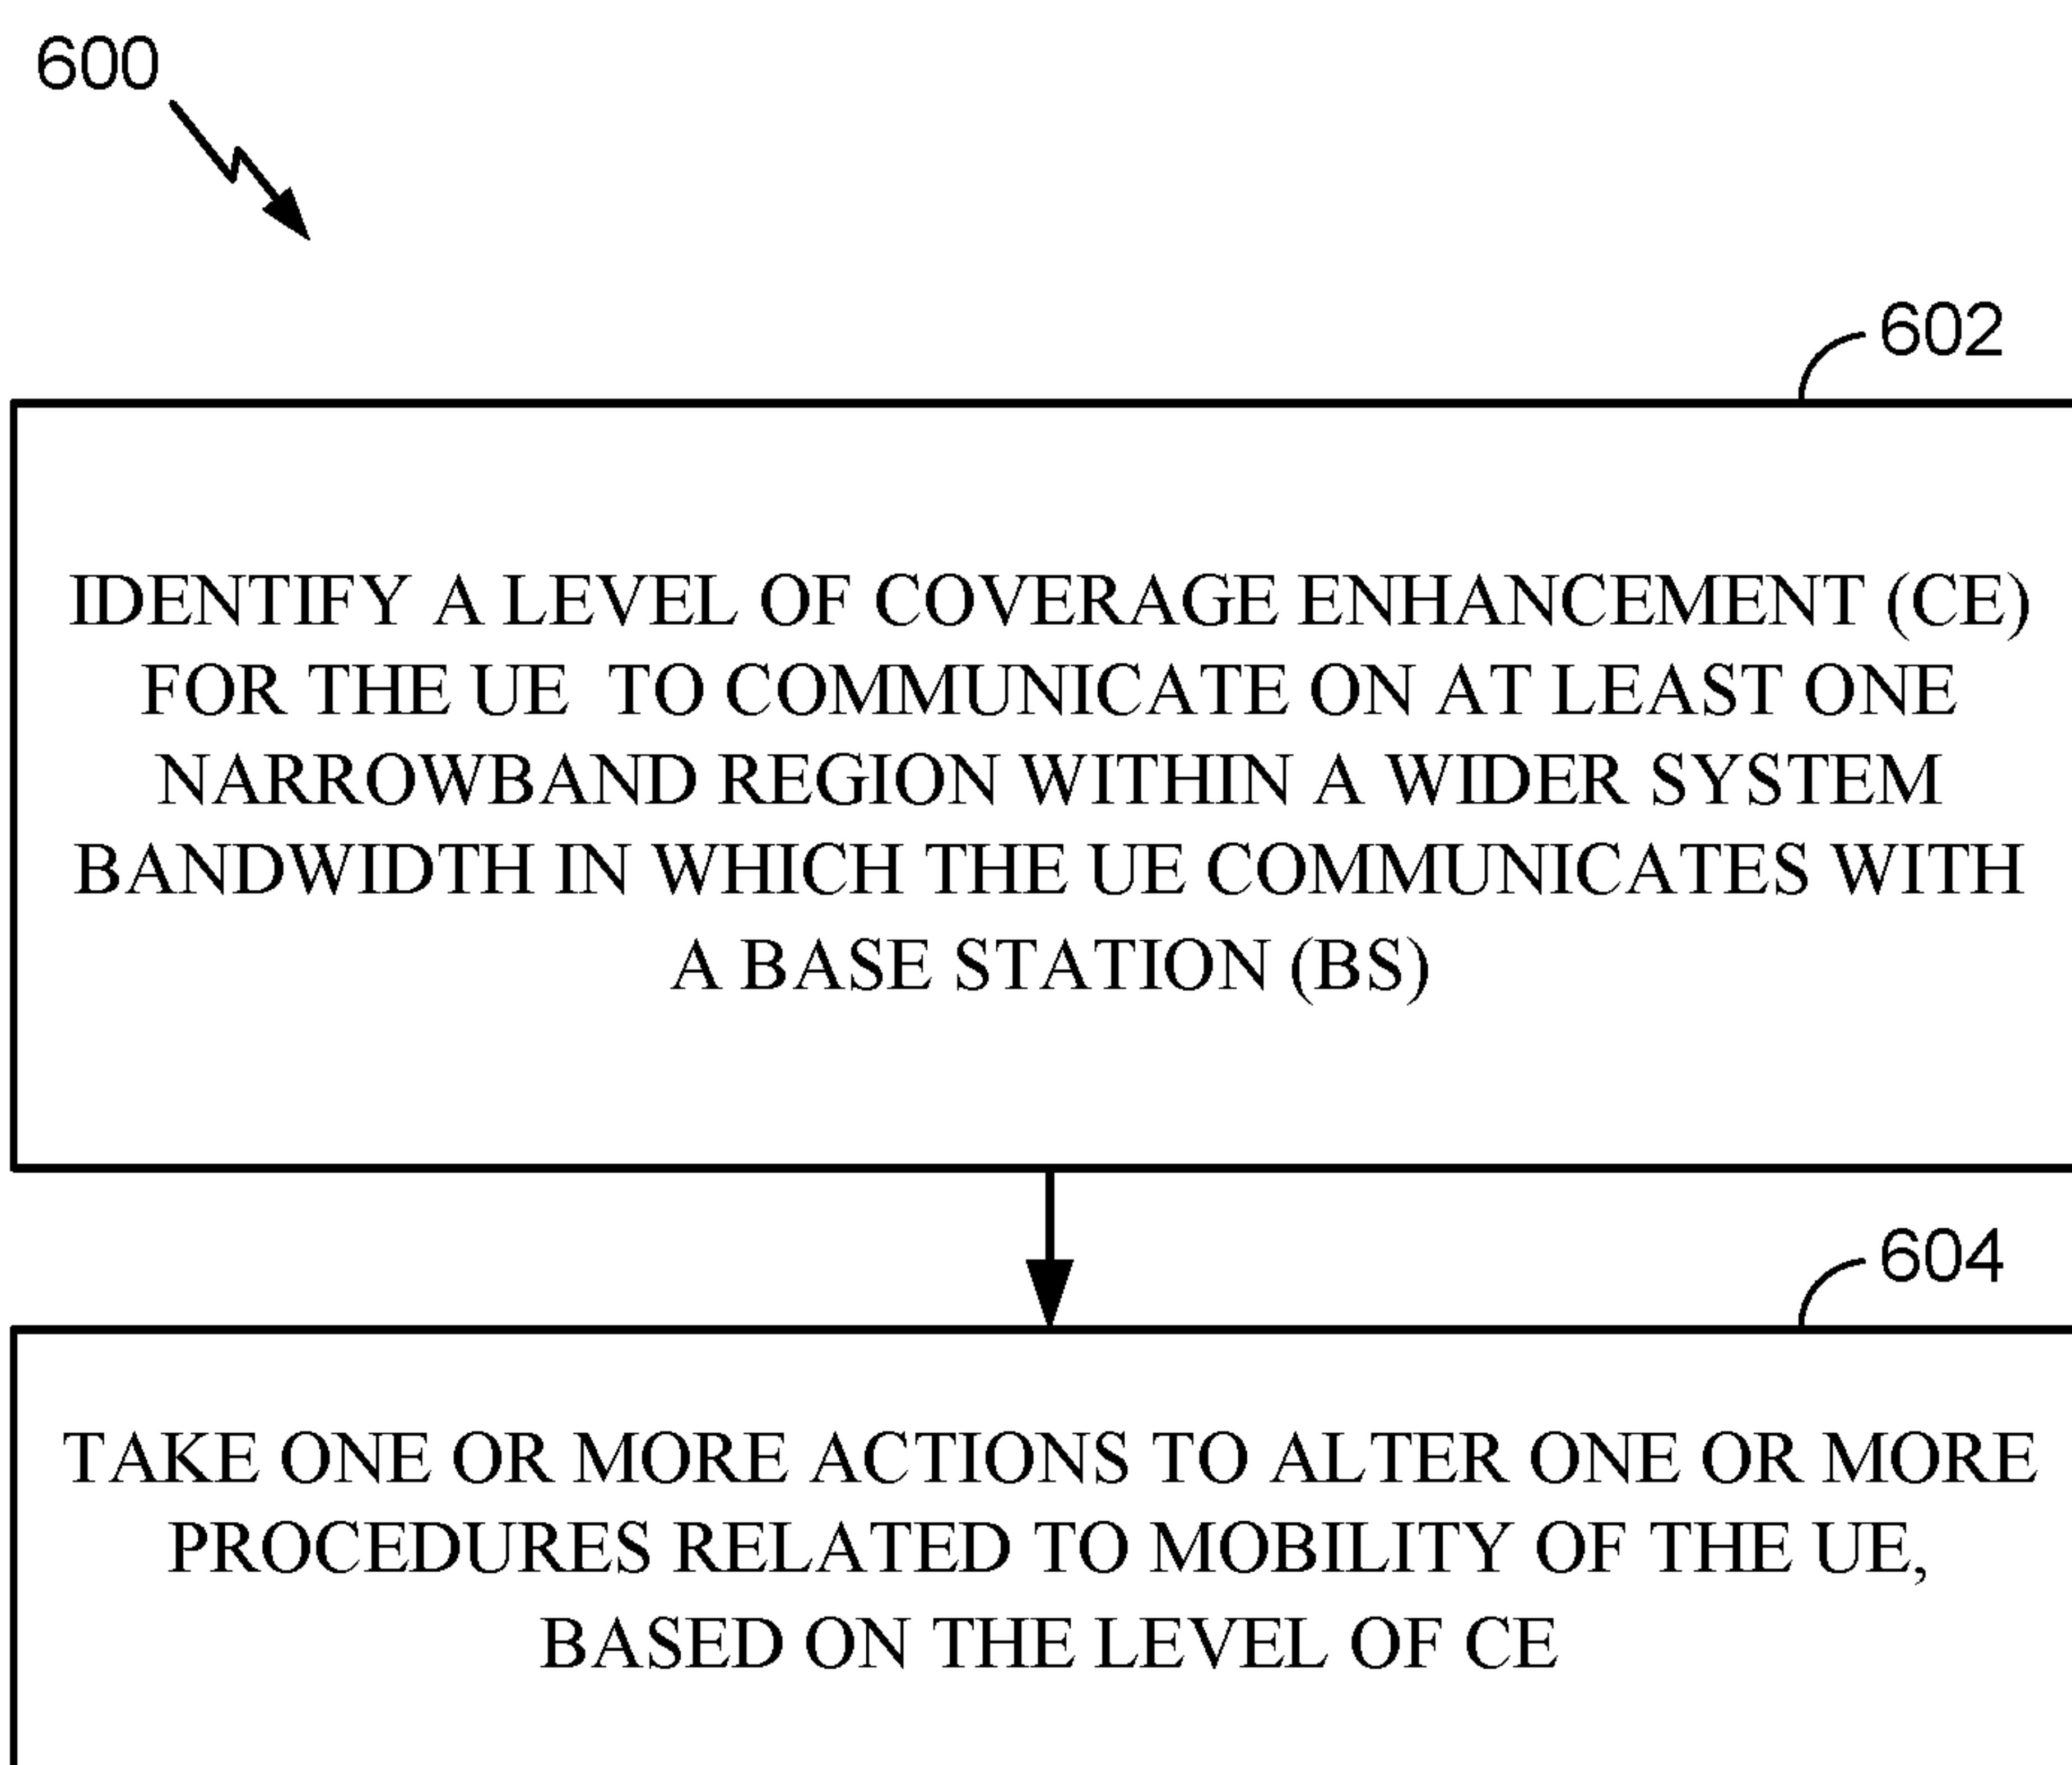 600
602
IDENTIFY A LEVEL OF COVERAGE ENHANCEMENT (CE)
FOR THE UE TO COMMUNICATE ON AT LEAST ONE
NARROWBAND REGION WITHIN A WIDER SYSTEM
BANDWIDTH IN WHICH THE UE COMMUNICATES WITH
A BASE STATION (BS)
604
TAKE ONE OR MORE ACTIONS TO ALTER ONE OR MORE
PROCEDURES RELATED TO MOBILITY OF THE UE,
BASED ON THE LEVEL OF CE